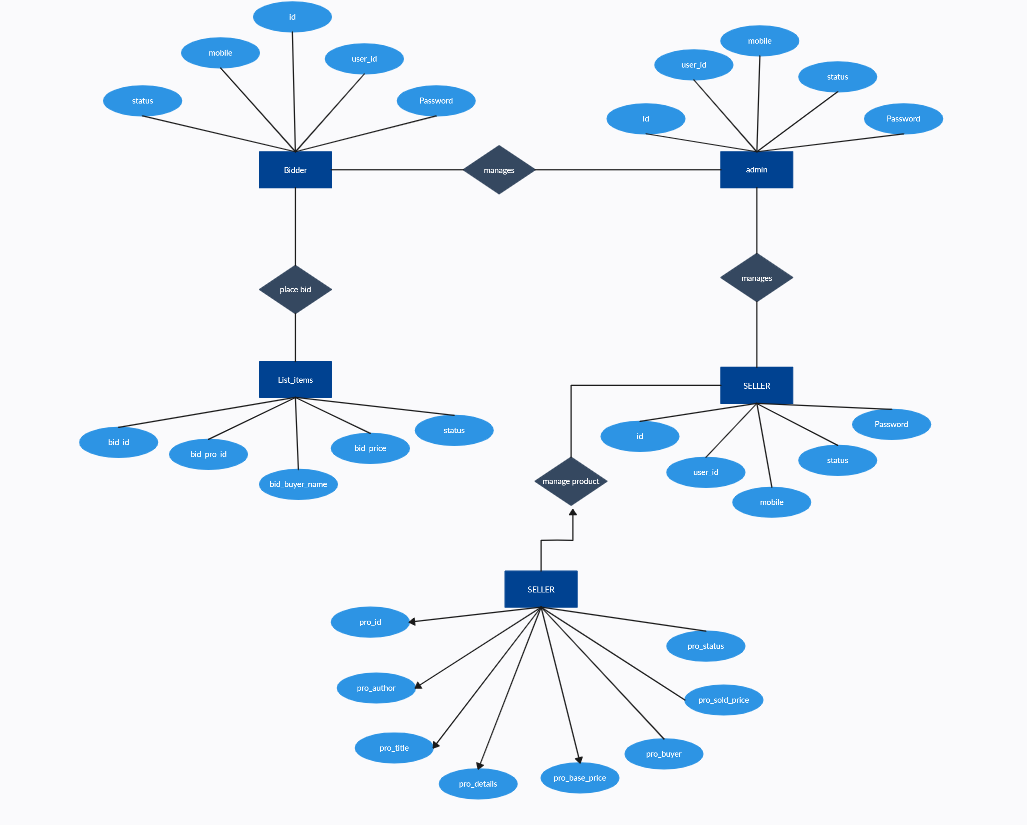 id
mobile
user_id
status
Password
mobile
user_id
status
id
Password
Bidder
manages
admin
place bid
manages
List_items
SELLER
bid_id
bid_pro_id
bid_buyer_name
bid_price
status
id
user_id
mobile
status
Password
manage product
SELLER
pro_id
pro_author
pro_title
pro_details
pro_base_price
pro_buyer
pro_sold_price
pro_status